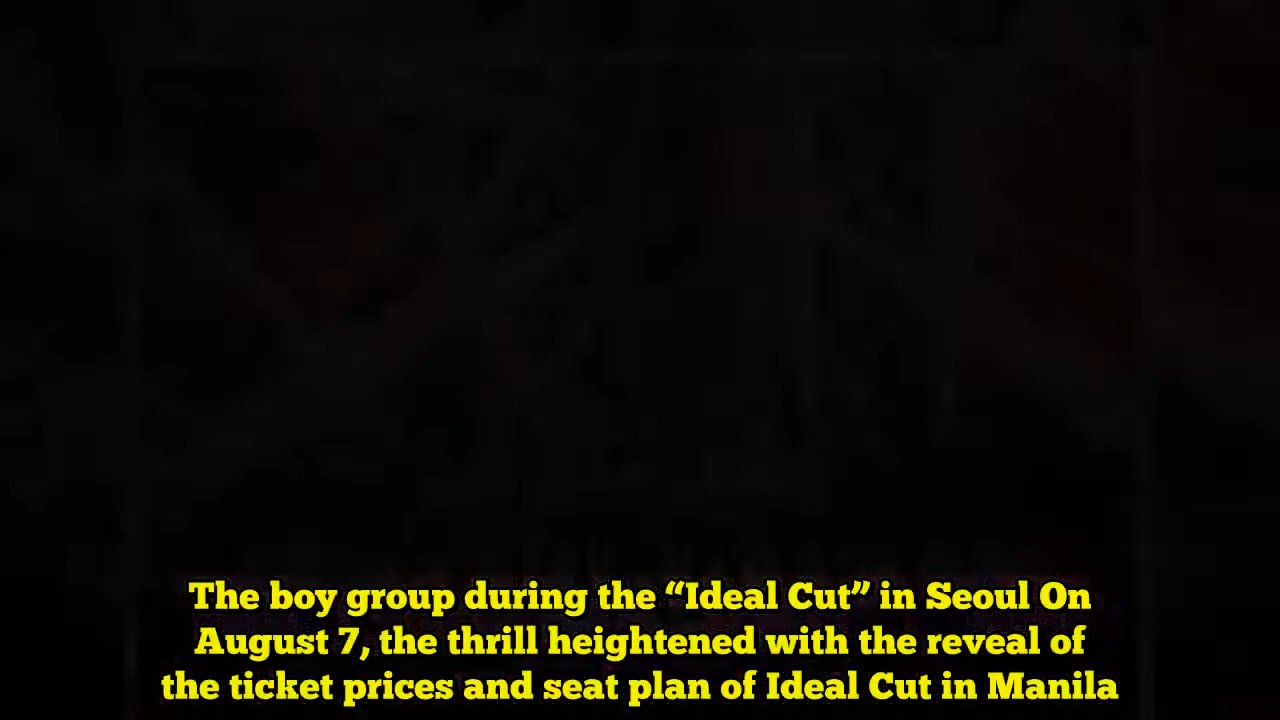 The boy group during the “Ideal Cut” in Seoul On
August 7, the thrill heightened with the reveal of
the ticket prices and seat plan of Ideal Cut in Manila